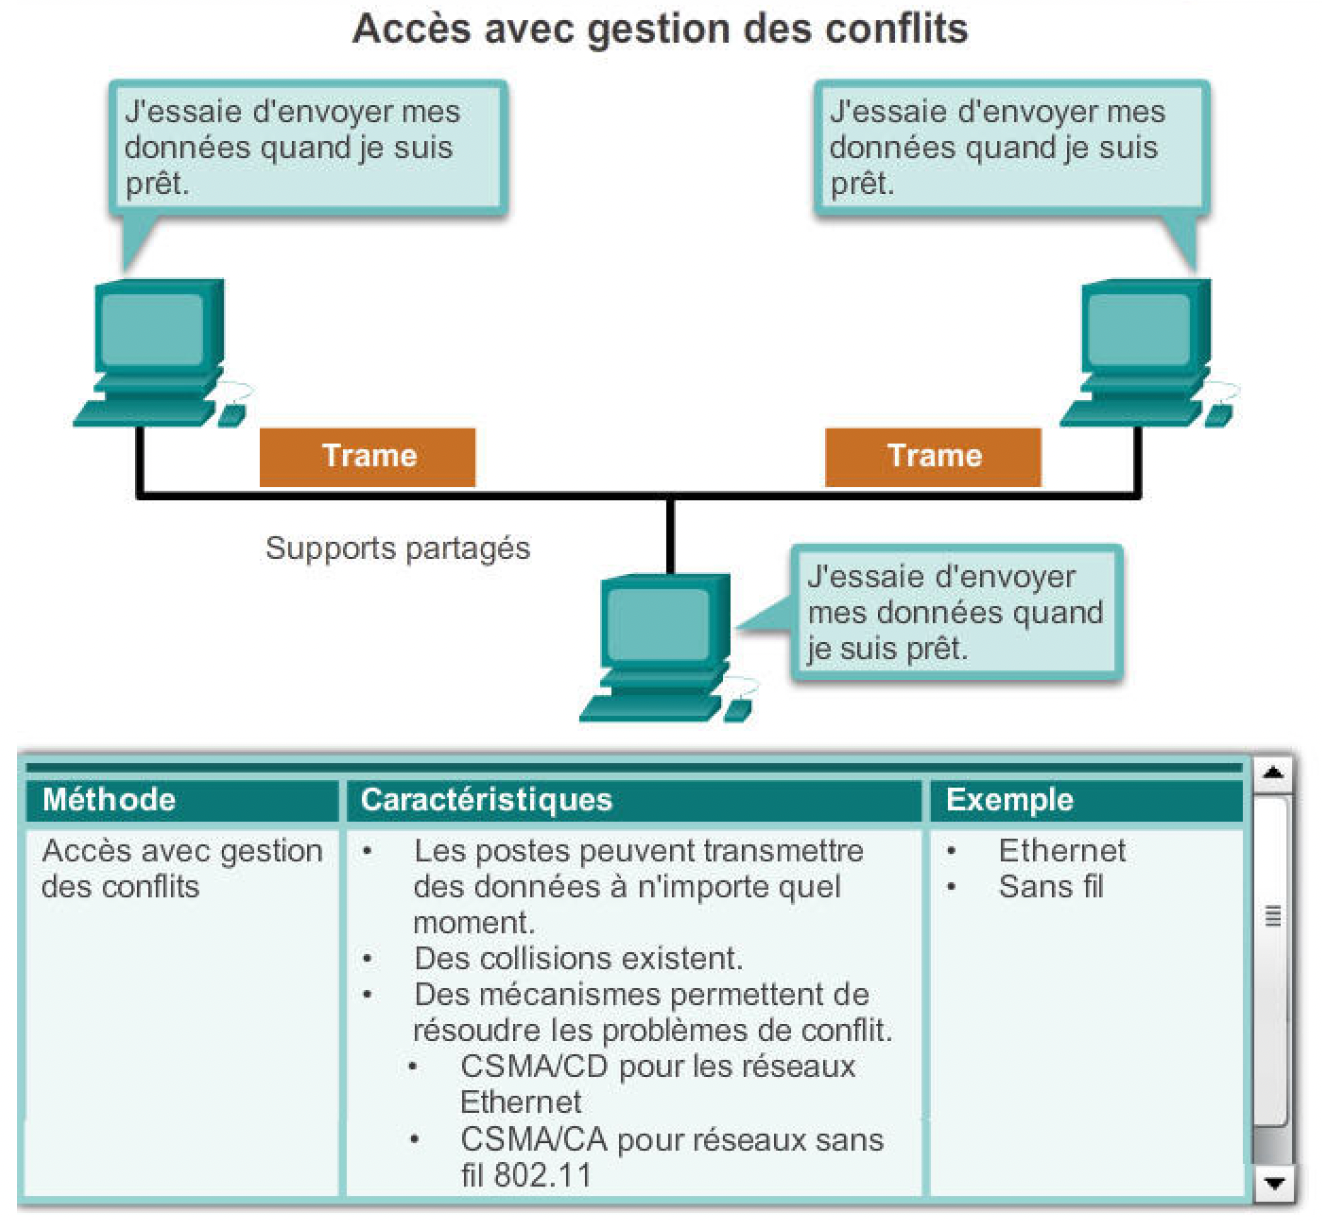 Accès avec gestion des conflits
J'essaie d'envoyer mes
données quand je suis
prêt.
J'essaie d'envoyer mes
données quand je suis
prêt.
Trame
Trame
Supports partagés
J'essaie d'envoyer
mes données quand
je suis prêt.
Méthode
Caractéristiques
Exemple
Accès avec gestion
des conflits
• Les postes peuvent transmettre
des données à n'importe quel
moment.
• Des collisions existent.
• Des mécanismes permettent de
résoudre les problèmes de conflit.
• CSMA/CD pour les réseaux
Ethernet
• CSMA/CA pour réseaux sans
fil 802.11
• Ethernet
• Sans fil